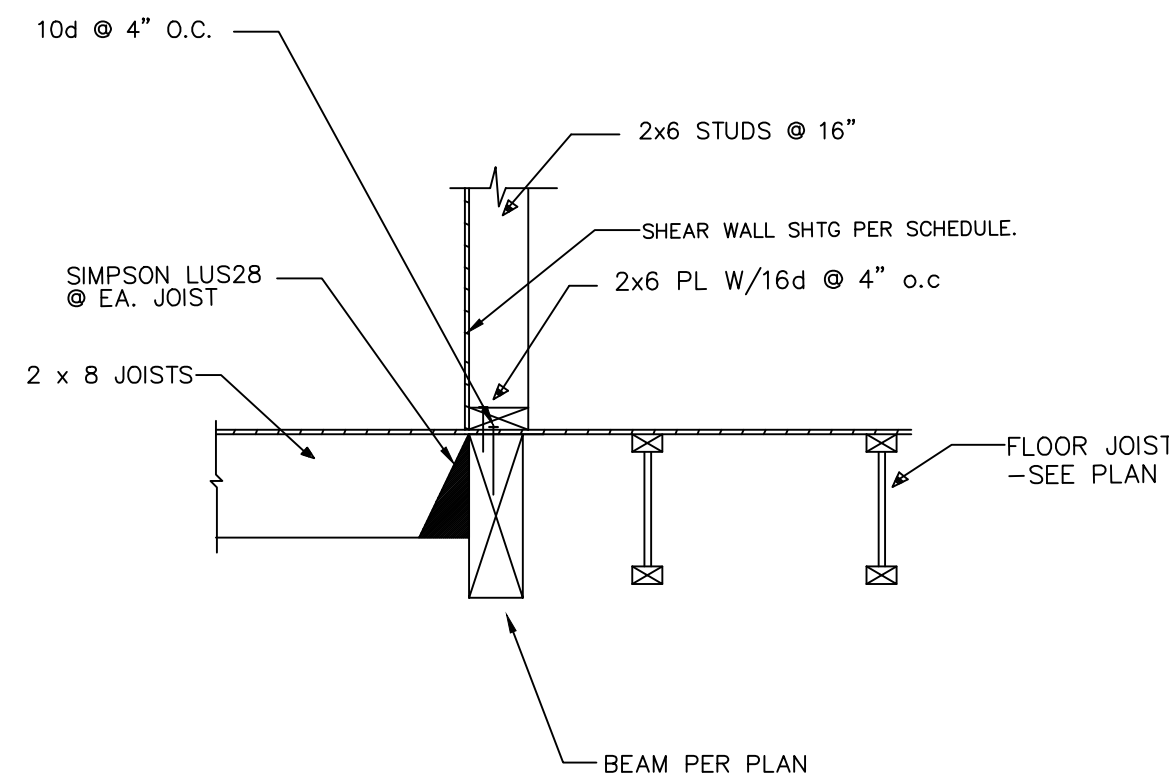 10d @ 4" O.C.
2x6 STUDS @ 16"
SHEAR WALL SHTG PER SCHEDULE.
SIMPSON LUS28
@ EA. JOIST
2x6 PL W/16d @ 4" o.c
2 x 8 JOISTS
FLOOR JOIST
-SEE PLAN
BEAM PER PLAN